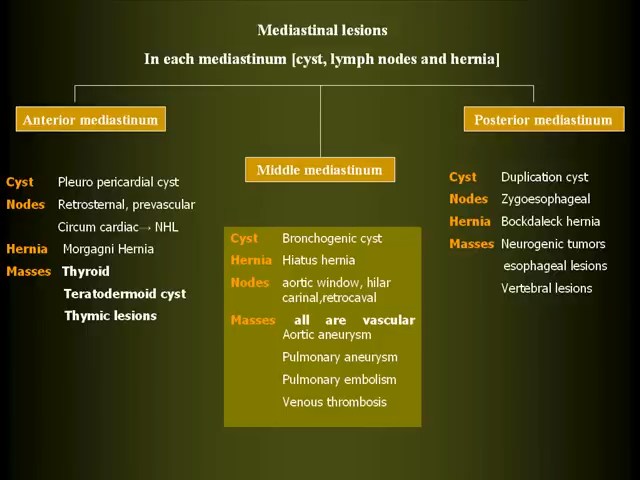 Mediastinal lesions
In each mediastinum [cyst, lymph nodes and hernia]
Anterior mediastinum
Cyst Pleuro pericardial cyst
Nodes Retrosternal, prevascular
Circum cardiac→ NHL
Hernia Morgagni Hernia
Masses Thyroid
Teratodermoid cyst
Thymic lesions
Middle mediastinum
Cyst Bronchogenic cyst
Hernia Hiatus hernia
Nodes aortic window, hilar
carinal,retrocaval
Masses all are vascular
Aortic aneurysm
Pulmonary aneurysm
Pulmonary embolism
Venous thrombosis
Posterior mediastinum
Cyst Duplication cyst
Nodes Zygoesophageal
Hernia Bockdaleck hernia
Masses Neurogenic tumors
esophageal lesions
Vertebral lesions